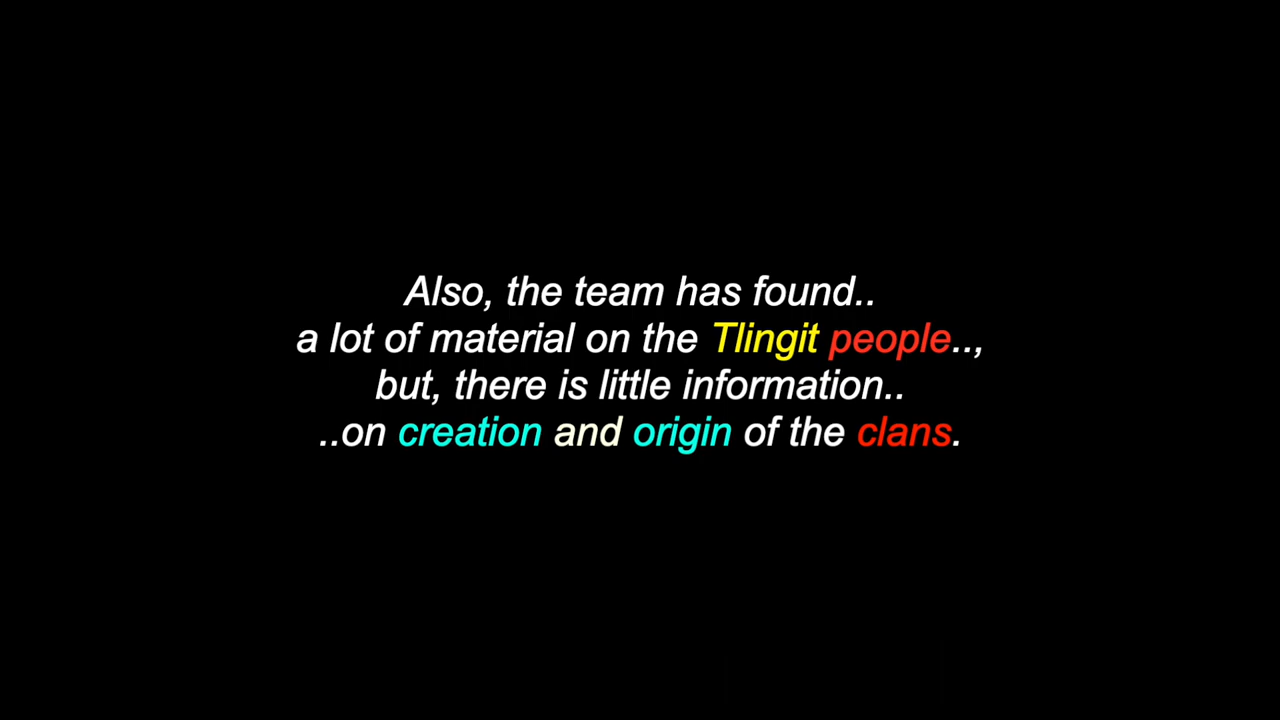 Also, the team has found..
a lot of material on the Tlingit people..,
but, there is little information..
..on creation and origin of the clans.